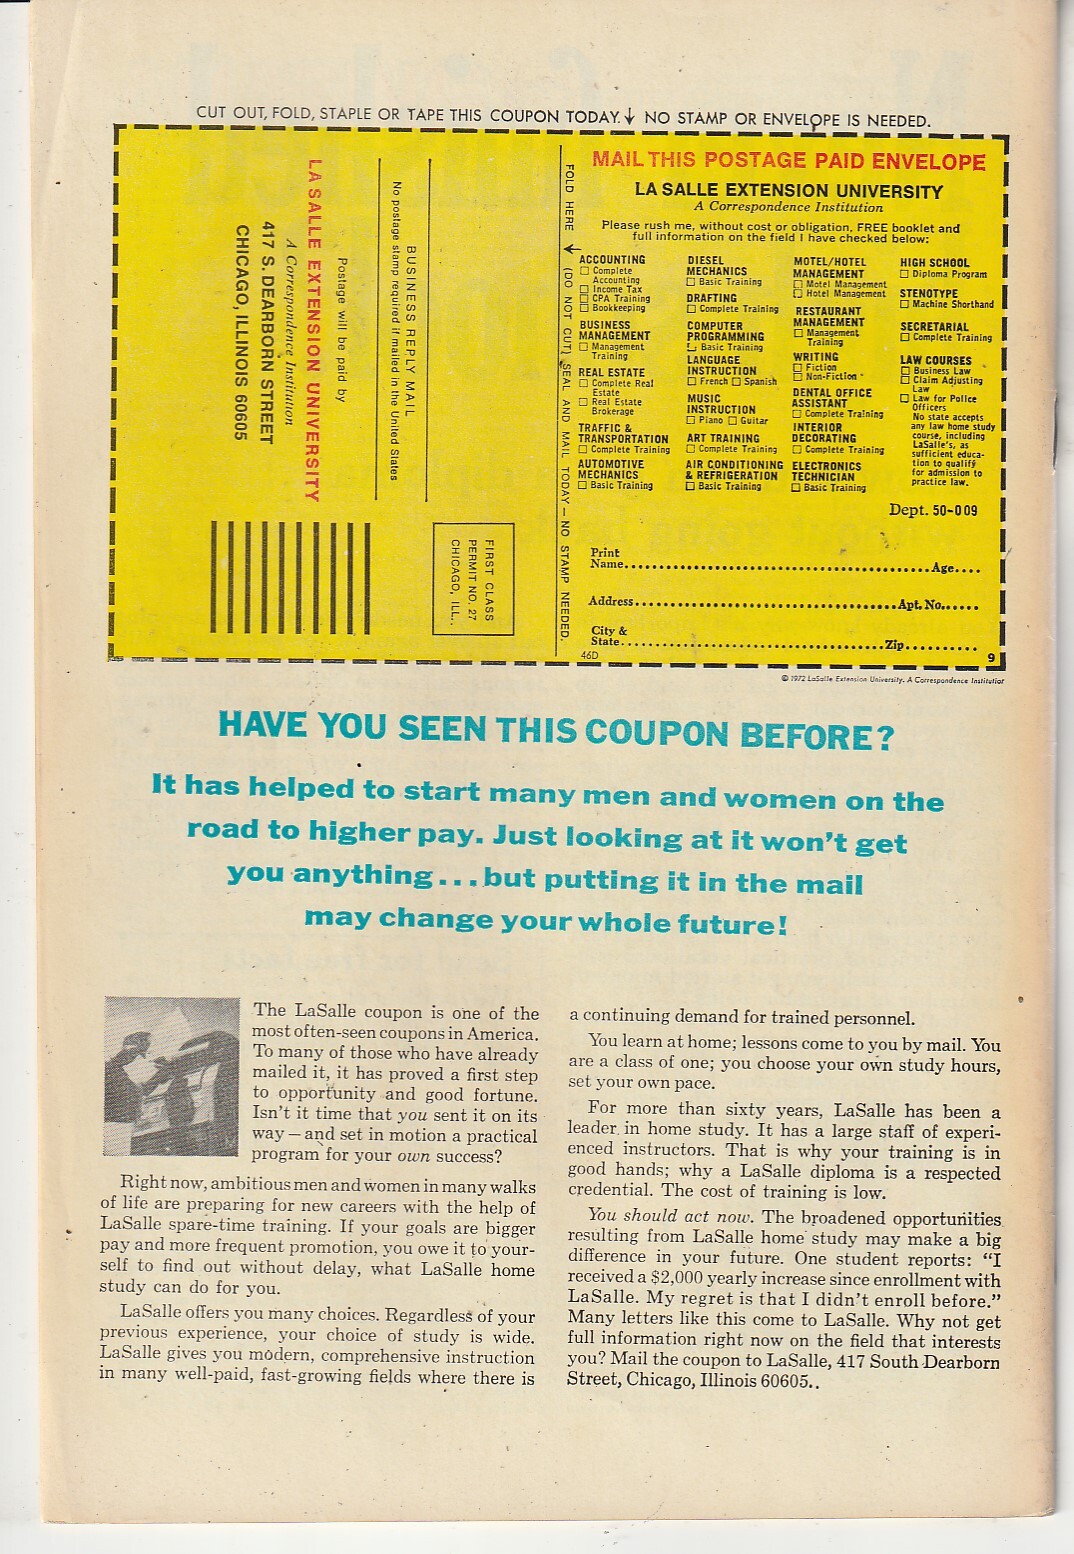 CUT OUT, FOLD, STAPLE OR TAPE THIS COUPON TODAY.↓ NO STAMP OR ENVELOPE IS NEEDED.
LA SALLE EXTENSION UNIVERSITY
A Correspondence Institution
417 S. DEARBORN STREET
CHICAGO, ILLINOIS 60605
Postage will be paid by
BUSINESS REPLY MAIL
No postage stamp required if mailed in the United States
FIRST CLASS
PERMIT NO. 27
CHICAGO, ILL.
FOLD HERE ↓ (DO NOT CUT) SEAL AND MAIL TODAY — NO STAMP NEEDED.
MAIL THIS POSTAGE PAID ENVELOPE
LA SALLE EXTENSION UNIVERSITY
A Correspondence Institution
Please rush me, without cost or obligation, FREE booklet and
full information on the field I have checked below:
ACCOUNTING
☐ Complete
Accounting
☐ Income Tax
☐ CPA Training
☐ Bookkeeping
BUSINESS
MANAGEMENT
☐ Management
Training
REAL ESTATE
☐ Complete Real
Estate
☐ Real Estate
Brokerage
TRAFFIC &
TRANSPORTATION
☐ Complete Training
AUTOMOTIVE
MECHANICS
☐ Basic Training
DIESEL
MECHANICS
☐ Basic Training
DRAFTING
☐ Complete Training
COMPUTER
PROGRAMMING
☐ Basic Training
LANGUAGE
INSTRUCTION
☐ French ☐ Spanish
MUSIC
INSTRUCTION
☐ Piano ☐ Guitar
ART TRAINING
☐ Complete Training
AIR CONDITIONING
& REFRIGERATION
☐ Basic Training
MOTEL/HOTEL
MANAGEMENT
☐ Motel Management
☐ Hotel Management
RESTAURANT
MANAGEMENT
☐ Management
Training
WRITING
☐ Fiction
☐ Non-Fiction
DENTAL OFFICE
ASSISTANT
☐ Complete Training
INTERIOR
DECORATING
☐ Complete Training
ELECTRONICS
TECHNICIAN
☐ Basic Training
HIGH SCHOOL
☐ Diploma Program
STENOTYPE
☐ Machine Shorthand
SECRETARIAL
☐ Complete Training
LAW COURSES
☐ Business Law
☐ Claim Adjusting
Law
☐ Law for Police
Officers
No state accepts
any law home study
course, including
LaSalle's, as
sufficient educa-
tion to qualify
for admission to
practice law.
Dept. 50-009
Print
Name..........Age....
Address..........Apt. No......
City &
State..........Zip..........
46D
9
© 1972 LaSalle Extension University. A Correspondence Institution
HAVE YOU SEEN THIS COUPON BEFORE?
It has helped to start many men and women on the
road to higher pay. Just looking at it won't get
you anything...but putting it in the mail
may change your whole future!
The LaSalle coupon is one of the
most often-seen coupons in America.
To many of those who have already
mailed it, it has proved a first step
to opportunity and good fortune.
Isn't it time that you sent it on its
way—and set in motion a practical
program for your own success?
Right now, ambitious men and women in many walks
of life are preparing for new careers with the help of
LaSalle spare-time training. If your goals are bigger
pay and more frequent promotion, you owe it to your-
self to find out without delay, what LaSalle home
study can do for you.
LaSalle offers you many choices. Regardless of your
previous experience, your choice of study is wide.
LaSalle gives you modern, comprehensive instruction
in many well-paid, fast-growing fields where there is
a continuing demand for trained personnel.
You learn at home; lessons come to you by mail. You
are a class of one; you choose your own study hours,
set your own pace.
For more than sixty years, LaSalle has been a
leader in home study. It has a large staff of experi-
enced instructors. That is why your training is in
good hands; why a LaSalle diploma is a respected
credential. The cost of training is low.
You should act now. The broadened opportunities
resulting from LaSalle home study may make a big
difference in your future. One student reports: “I
received a $2,000 yearly increase since enrollment with
LaSalle. My regret is that I didn't enroll before.”
Many letters like this come to LaSalle. Why not get
full information right now on the field that interests
you? Mail the coupon to LaSalle, 417 South Dearborn
Street, Chicago, Illinois 60605..